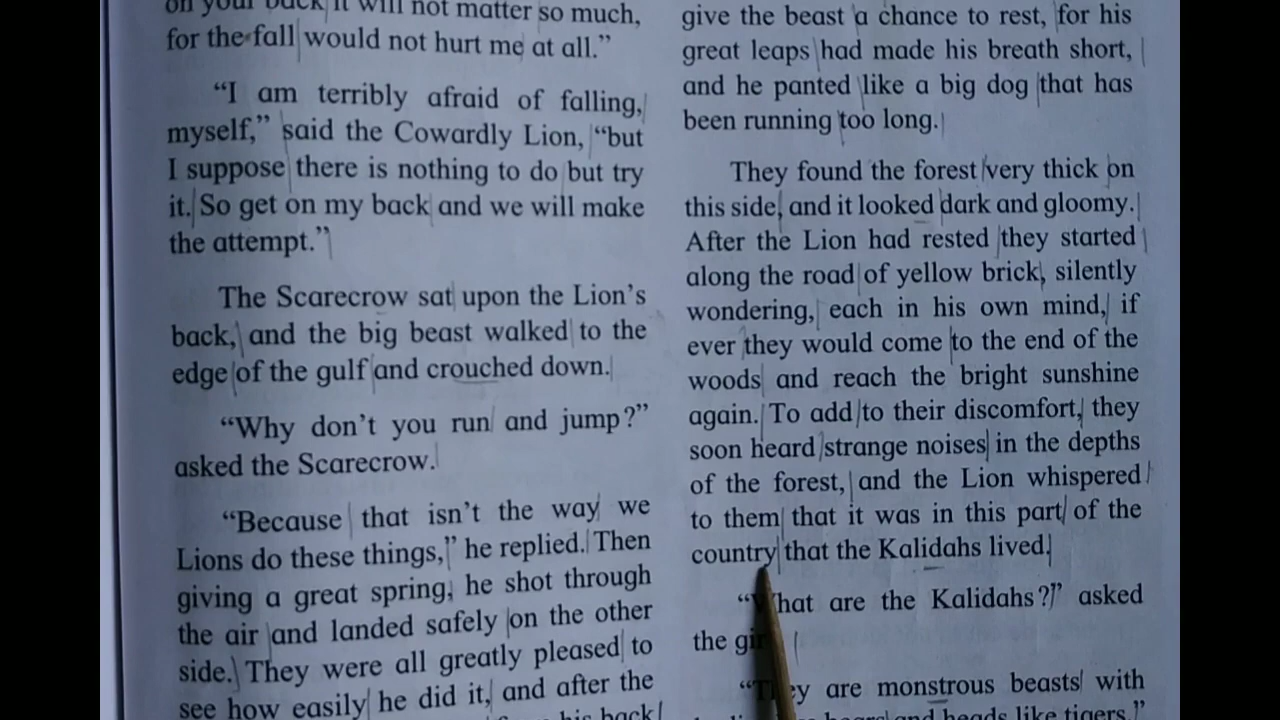 on your back it will not matter so much,
for the fall would not hurt me at all.”
“I am terribly afraid of falling,
myself,” said the Cowardly Lion, “but
I suppose there is nothing to do but try
it. So get on my back and we will make
the attempt.”
The Scarecrow sat upon the Lion’s
back, and the big beast walked to the
edge of the gulf and crouched down.
“Why don’t you run and jump?”
asked the Scarecrow.
“Because that isn’t the way we
Lions do these things,” he replied. Then
giving a great spring, he shot through
the air and landed safely on the other
side. They were all greatly pleased to
see how easily he did it, and after the
his back
give the beast a chance to rest, for his
great leaps had made his breath short,
and he panted like a big dog that has
been running too long.
They found the forest very thick on
this side, and it looked dark and gloomy.
After the Lion had rested they started
along the road of yellow brick, silently
wondering, each in his own mind, if
ever they would come to the end of the
woods and reach the bright sunshine
again. To add to their discomfort, they
soon heard strange noises in the depths
of the forest, and the Lion whispered
to them that it was in this part of the
country that the Kalidahs lived.
“What are the Kalidahs?” asked
the
“They are monstrous beasts with
and heads like tigers,”